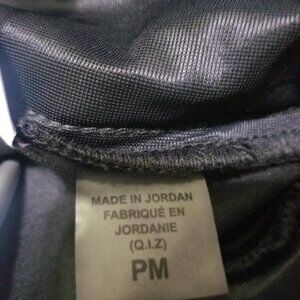 MADE IN JORDAN
FABRIQUÉ EN
JORDANIE
(Q.I.Z)
PM